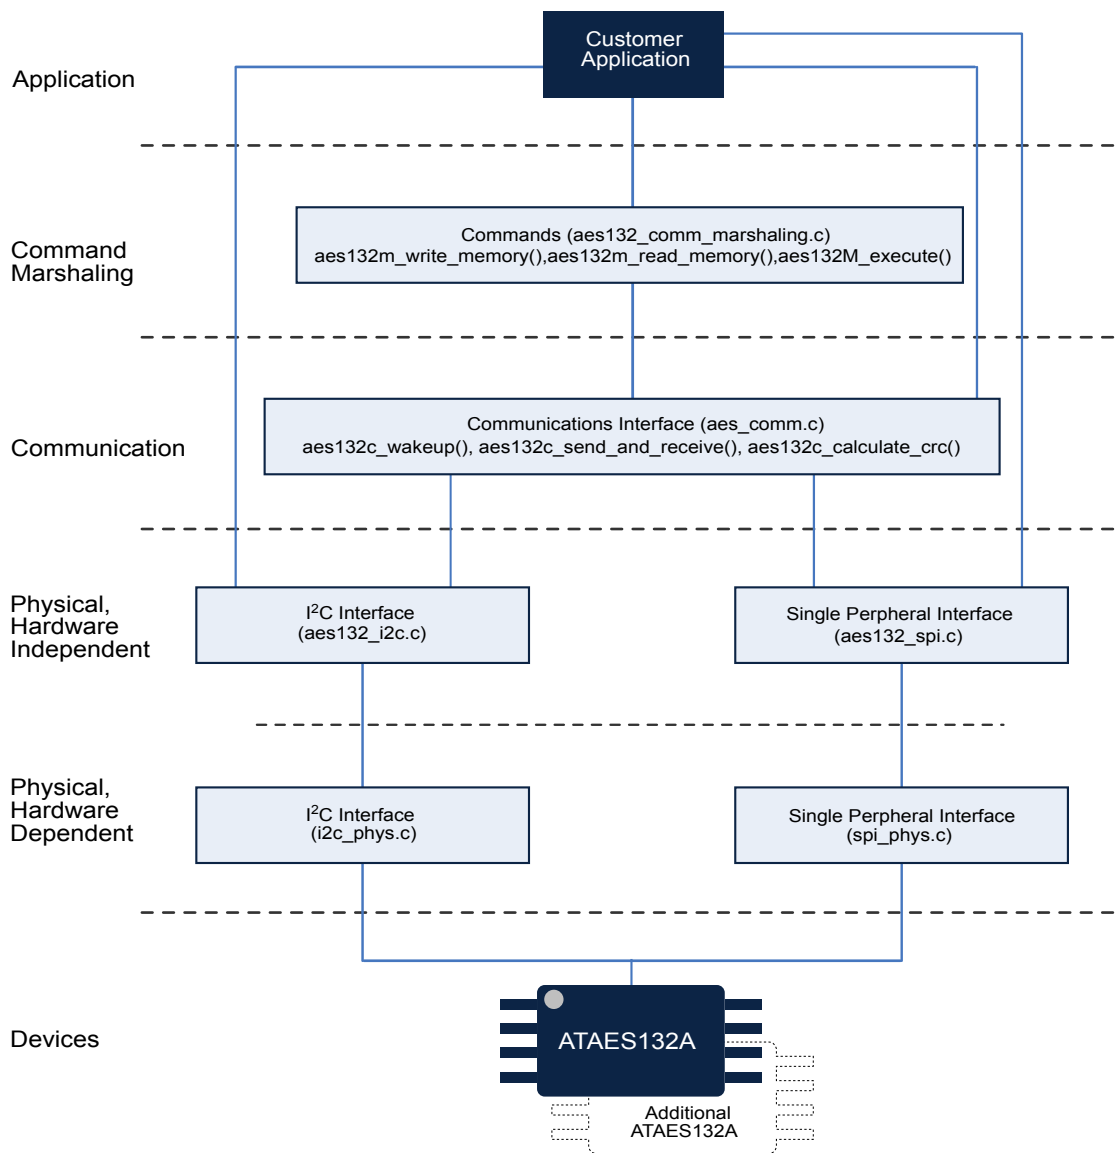 Customer
Application
Application
Command
Marshaling
Commands (aes132_comm_marshaling.c)
aes132m_write_memory(),aes132m_read_memory(),aes132M_execute()
Communication
Communications Interface (aes_comm.c)
aes132c_wakeup(), aes132c_send_and_receive(), aes132c_calculate_crc()
Physical,
Hardware
Independent
I²C Interface
(aes132_i2c.c)
Single Perpheral Interface
(aes132_spi.c)
Physical,
Hardware
Dependent
I²C Interface
(i2c_phys.c)
Single Perpheral Interface
(spi_phys.c)
Devices
ATAES132A
Additional
ATAES132A